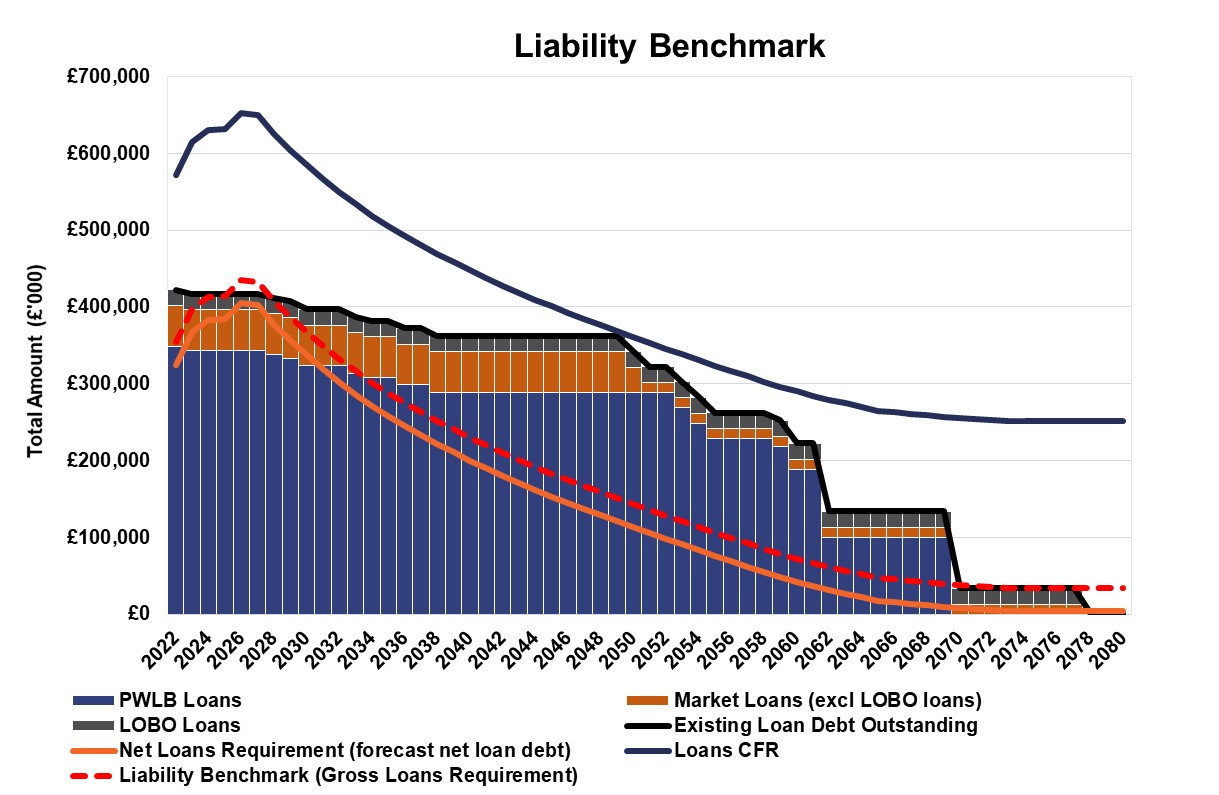 Liability Benchmark
£700,000
£600,000
£500,000
£400,000
£300,000
£200,000
£100,000
£0
Total Amount (£'000)
2022 2024 2026 2028 2030 2032 2034 2036 2038 2040 2042 2044 2046 2048 2050 2052 2054 2056 2058 2060 2062 2064 2066 2068 2070 2072 2074 2076 2078 2080
PWLB Loans Market Loans (excl LOBO loans)
LOBO Loans Existing Loan Debt Outstanding
Net Loans Requirement (forecast net loan debt) Loans CFR
Liability Benchmark (Gross Loans Requirement)